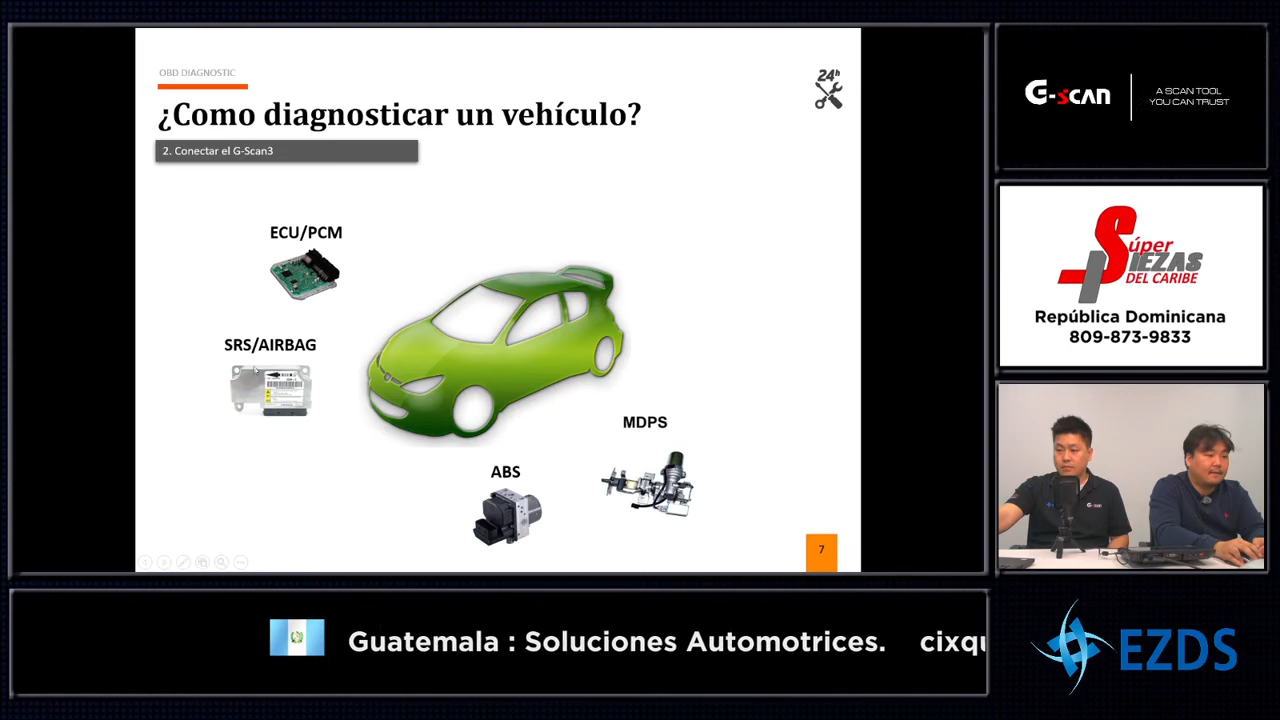 OBD DIAGNOSTIC
24h
¿Como diagnosticar un vehículo?
2. Conectar el G-Scan3
ECU/PCM
SRS/AIRBAG
MDPS
ABS
7
G-SCAN
A SCAN TOOL
YOU CAN TRUST
Súper
PIEZAS
DEL CARIBE
República Dominicana
809-873-9833
G-SCAN
Guatemala : Soluciones Automotrices. cixqu
EZDS